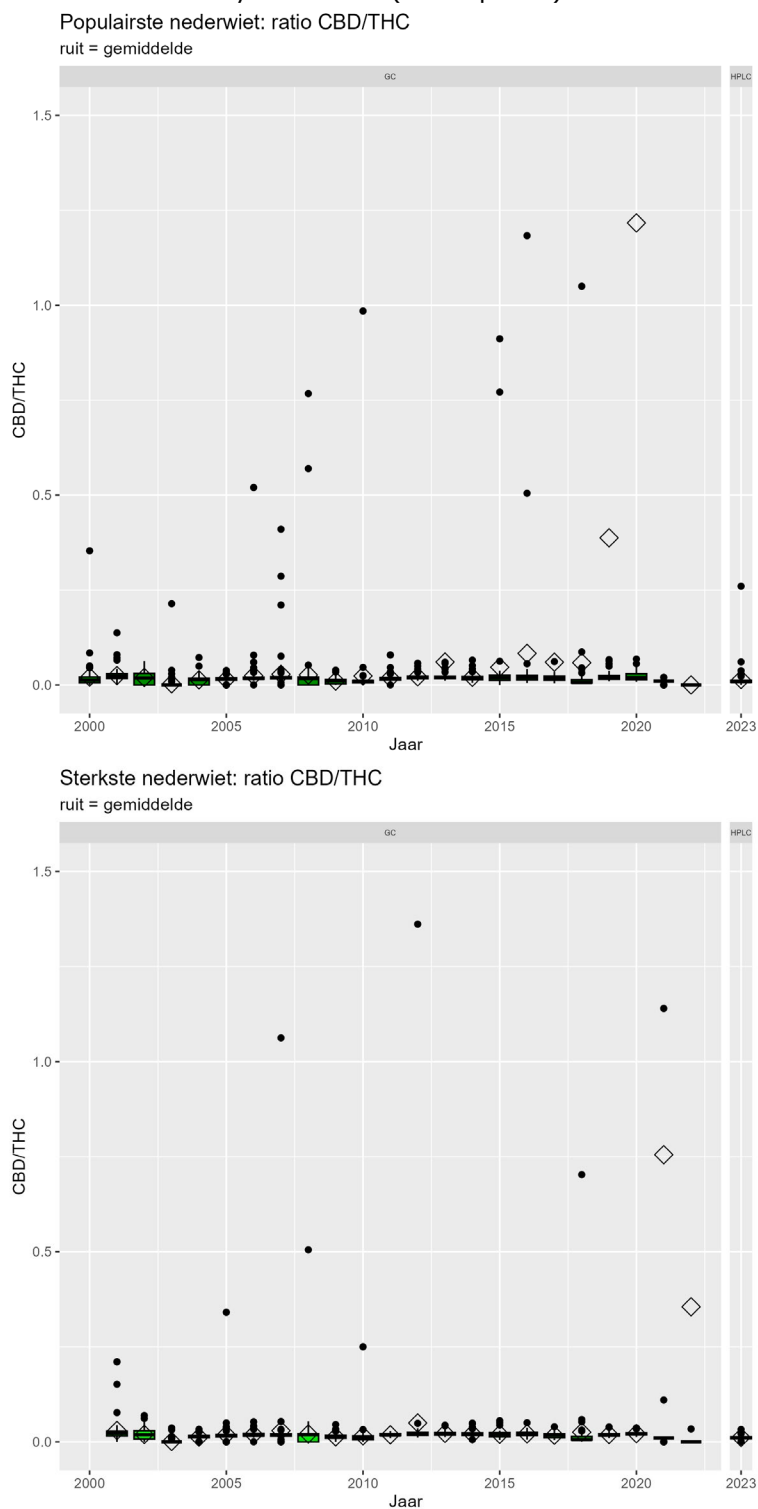 Populairste nederwiet: ratio CBD/THC
ruit = gemiddelde
GC
HPLC
1.5
1.0
CBD/THC
0.5
0.0
2000 2005 2010 2015 2020 2023
Jaar
Sterkste nederwiet: ratio CBD/THC
ruit = gemiddelde
GC
HPLC
1.5
1.0
CBD/THC
0.5
0.0
2000 2005 2010 2015 2020 2023
Jaar